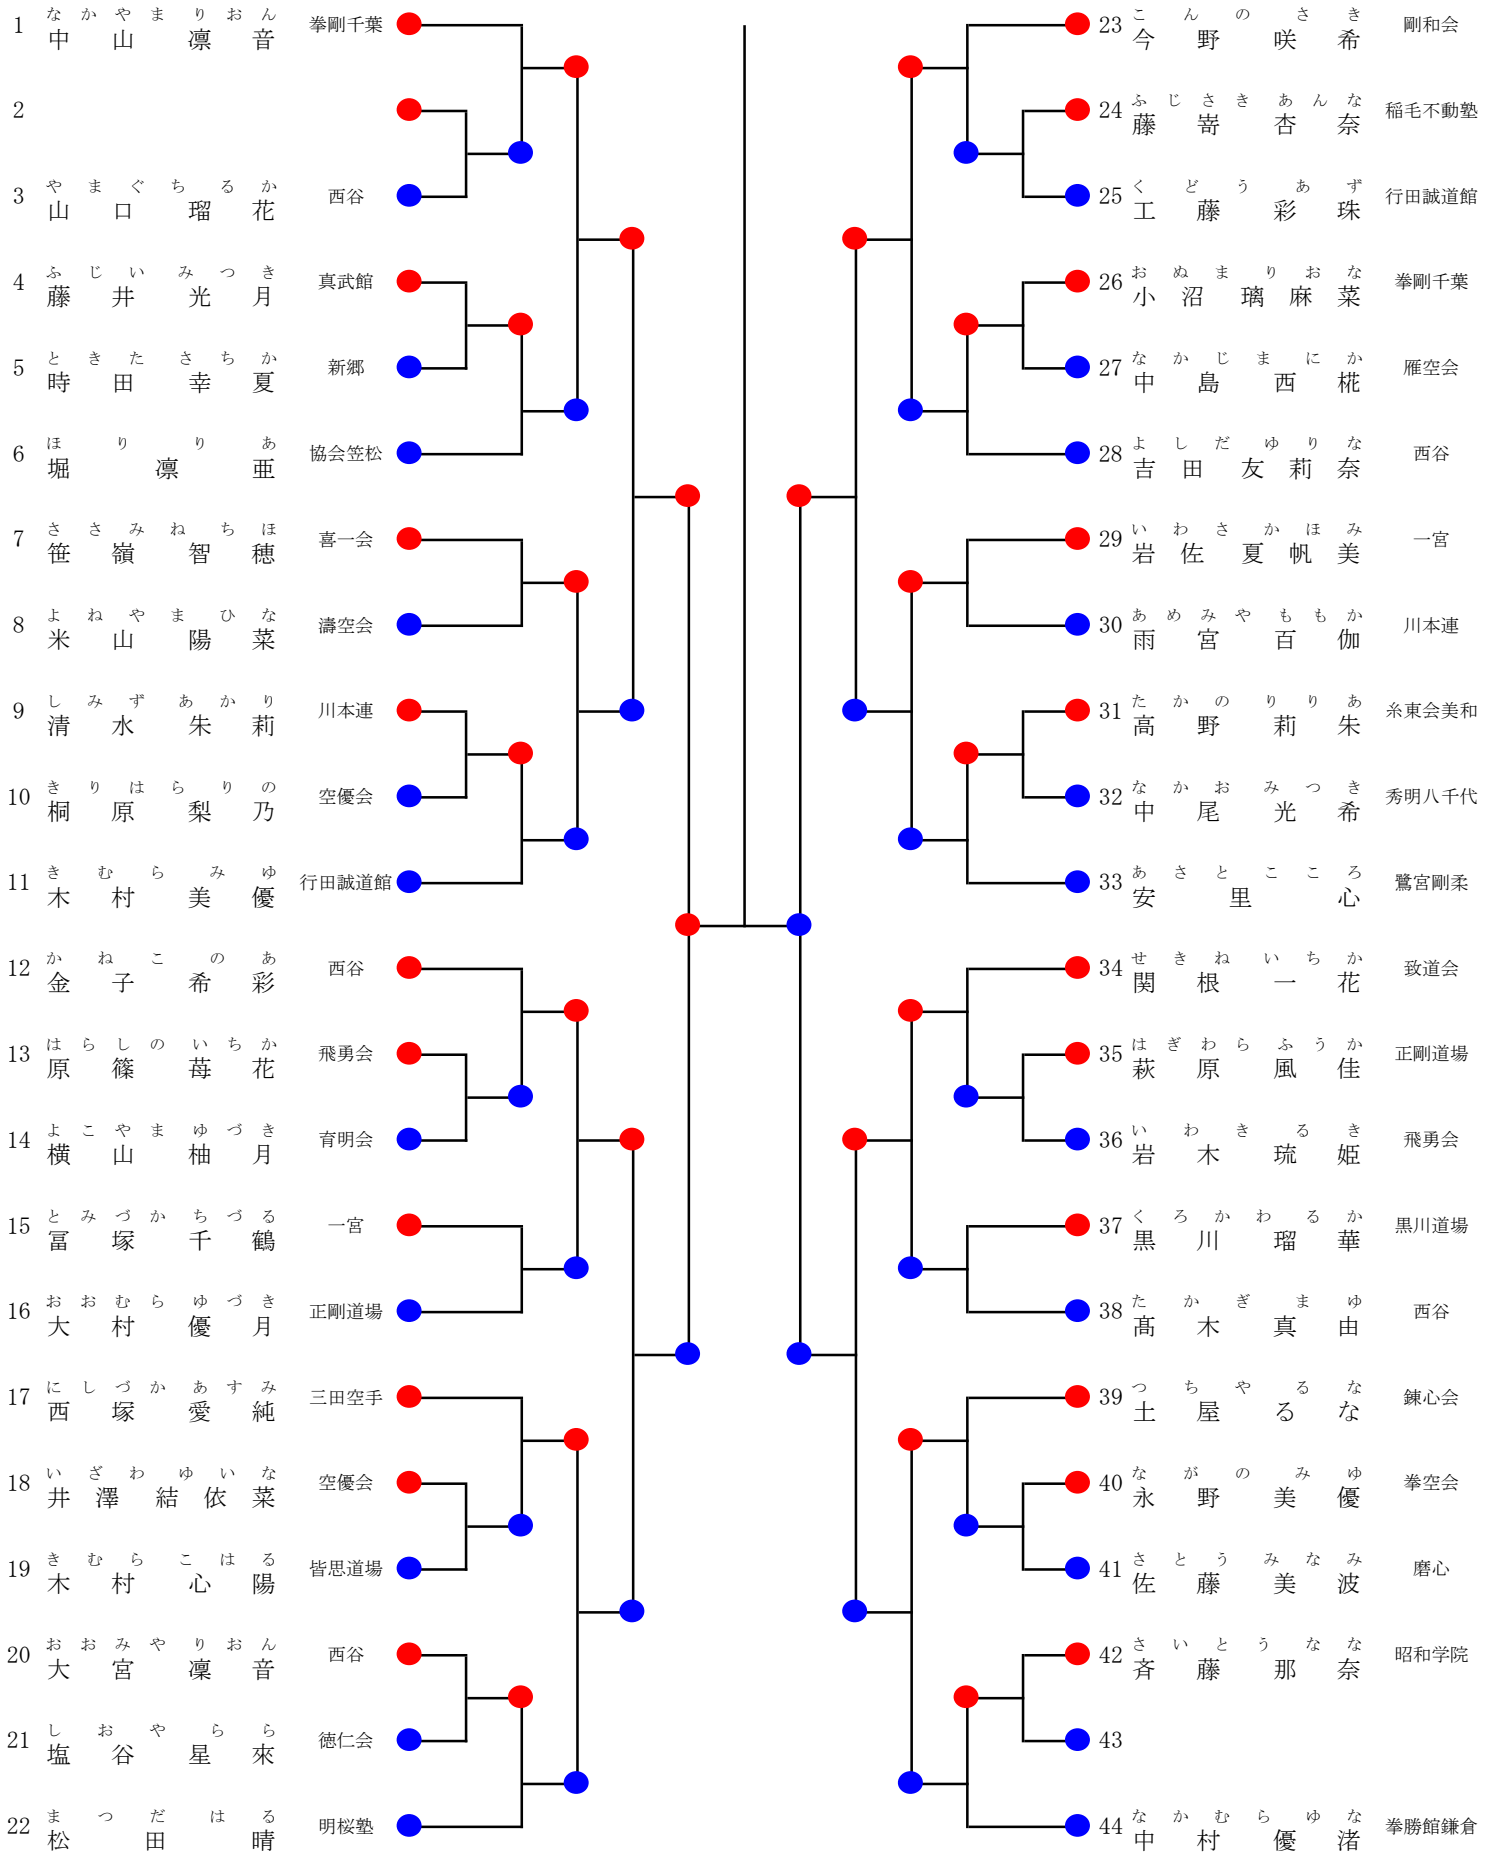 なかやまりおん
1 中山凛音 拳剛千葉
2
やまぐちるか
3 山口瑠花 西谷
ふじいみつき
4 藤井光月 真武館
ときたさちか
5 時田幸夏 新郷
ほりりあ
6 堀凛亜 協会笠松
ささみねちほ
7 笹嶺智穂 喜一会
よねやまひな
8 米山陽菜 濤空会
しみずあかり
9 清水朱莉 川本連
きりはらりの
10 桐原梨乃 空優会
きむらみゆ
11 木村美優 行田誠道館
かねこのあ
12 金子希彩 西谷
はらしのいちか
13 原篠苺花 飛勇会
よこやまゆづき
14 横山柚月 育明会
とみづかちづる
15 冨塚千鶴 一宮
おおむらゆづき
16 大村優月 正剛道場
にしづかあすみ
17 西塚愛純 三田空手
いざわゆいな
18 井澤結依菜 空優会
きむらこはる
19 木村心陽 皆思道場
おおみやりおん
20 大宮凜音 西谷
しおやらら
21 塩谷星來 徳仁会
まつだはる
22 松田晴 明桜塾
こんのさき
23 今野咲希 剛和会
ふじさきあんな
24 藤嵜杏奈 稲毛不動塾
くどうあず
25 工藤彩珠 行田誠道館
おぬまりおな
26 小沼璃麻菜 拳剛千葉
なかじまにか
27 中島西椛 雁空会
よしだゆりな
28 吉田友莉奈 西谷
いわさかほみ
29 岩佐夏帆美 一宮
あめみやももか
30 雨宮百伽 川本連
たかのりりあ
31 高野莉朱 糸東会美和
なかおみつき
32 中尾光希 秀明八千代
あさとこころ
33 安里心 鷺宮剛柔
せきねいちか
34 関根一花 致道会
はぎわらふうか
35 萩原風佳 正剛道場
いわきるき
36 岩木琉姫 飛勇会
くろかわるか
37 黒川瑠華 黒川道場
たかぎまゆ
38 髙木真由 西谷
つちやるな
39 土屋るな 錬心会
ながのみゆ
40 永野美優 拳空会
さとうみなみ
41 佐藤美波 磨心
さいとうなな
42 斉藤那奈 昭和学院
43
なかむらゆな
44 中村優渚 拳勝館鎌倉